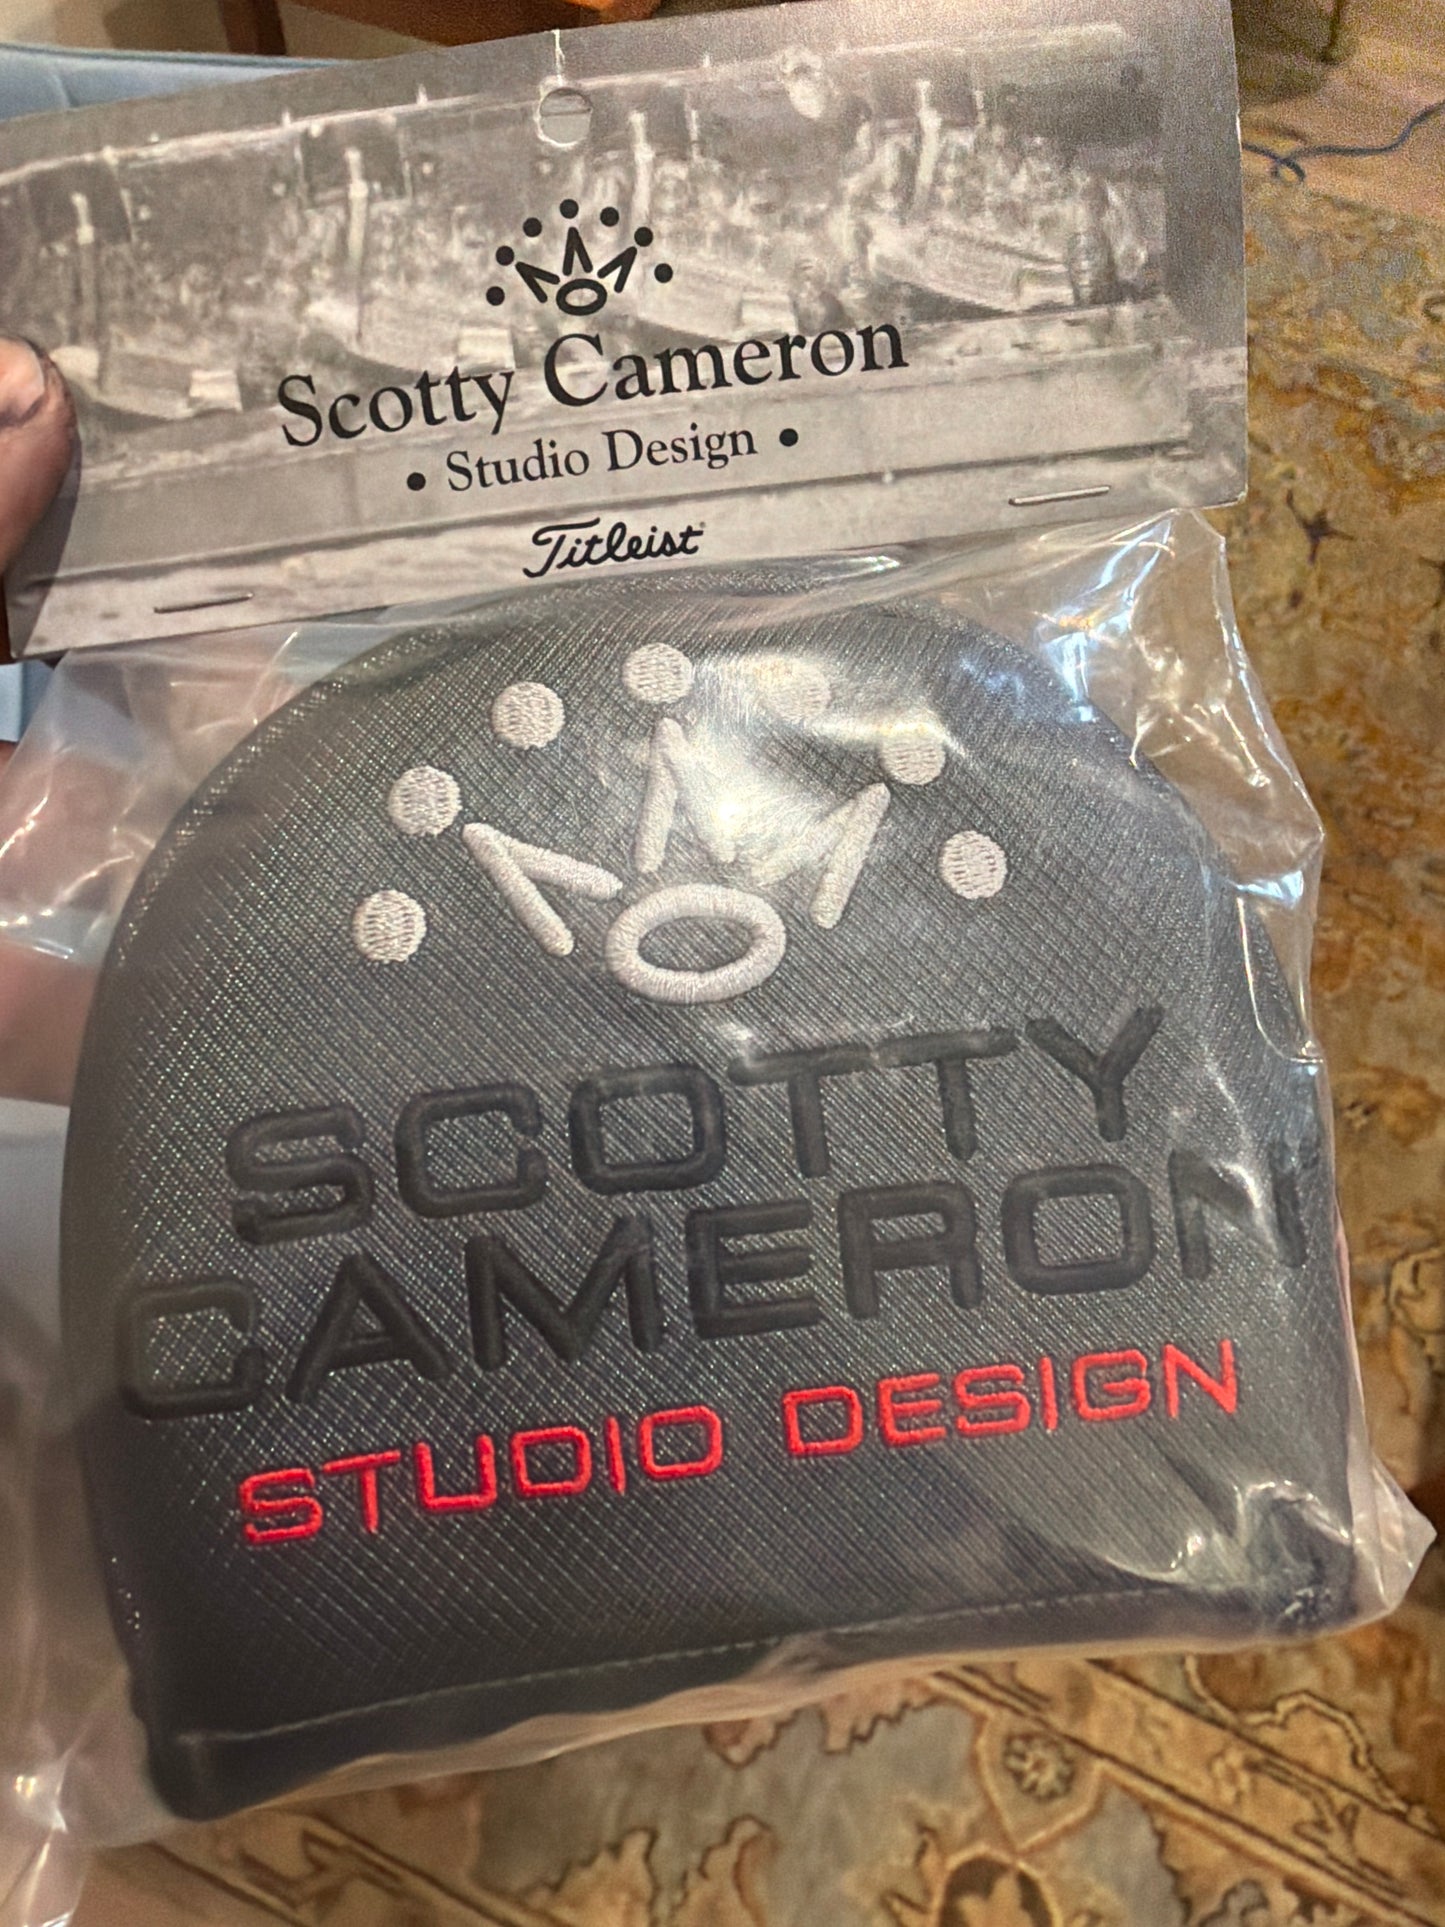 Scotty Cameron
• Studio Design •
Titleist
SCOTTY
CAMERON
STUDIO DESIGN